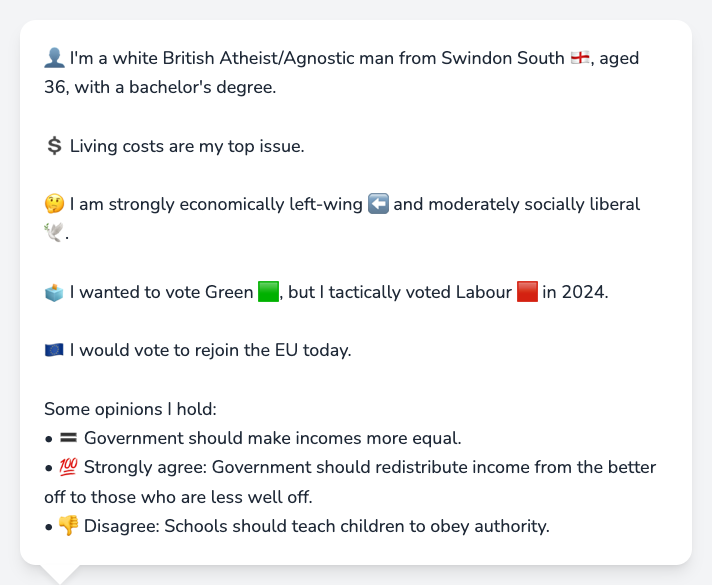 👤 I'm a white British Atheist/Agnostic man from Swindon South 🏴󠁧󠁢󠁥󠁮󠁧󠁿, aged
36, with a bachelor's degree.
💲 Living costs are my top issue.
🤔 I am strongly economically left-wing ⬅️ and moderately socially liberal
🕊️.
🗳️ I wanted to vote Green 🟩, but I tactically voted Labour 🟥 in 2024.
🇪🇺 I would vote to rejoin the EU today.
Some opinions I hold:
• 🟰 Government should make incomes more equal.
• 💯 Strongly agree: Government should redistribute income from the better
off to those who are less well off.
• 👎 Disagree: Schools should teach children to obey authority.